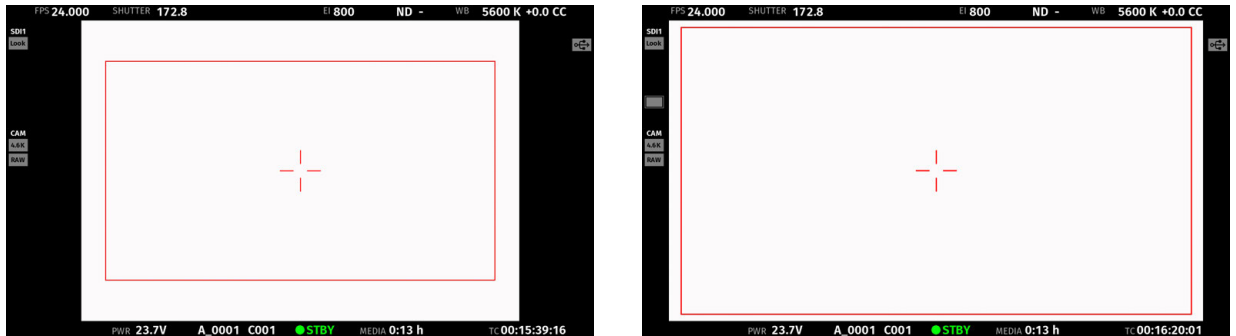 FPS 24.000 SHUTTER 172.8 EI 800 ND - WB 5600 K +0.0 CC
SDI1
Look
CAM
4.6K
RAW
PWR 23.7V A_0001 C001 STBY MEDIA 0:13 h TC 00:15:39:16
FPS 24.000 SHUTTER 172.8 EI 800 ND - WB 5600 K +0.0 CC
SDI1
Look
CAM
4.6K
RAW
PWR 23.7V A_0001 C001 STBY MEDIA 0:13 h TC 00:16:20:01